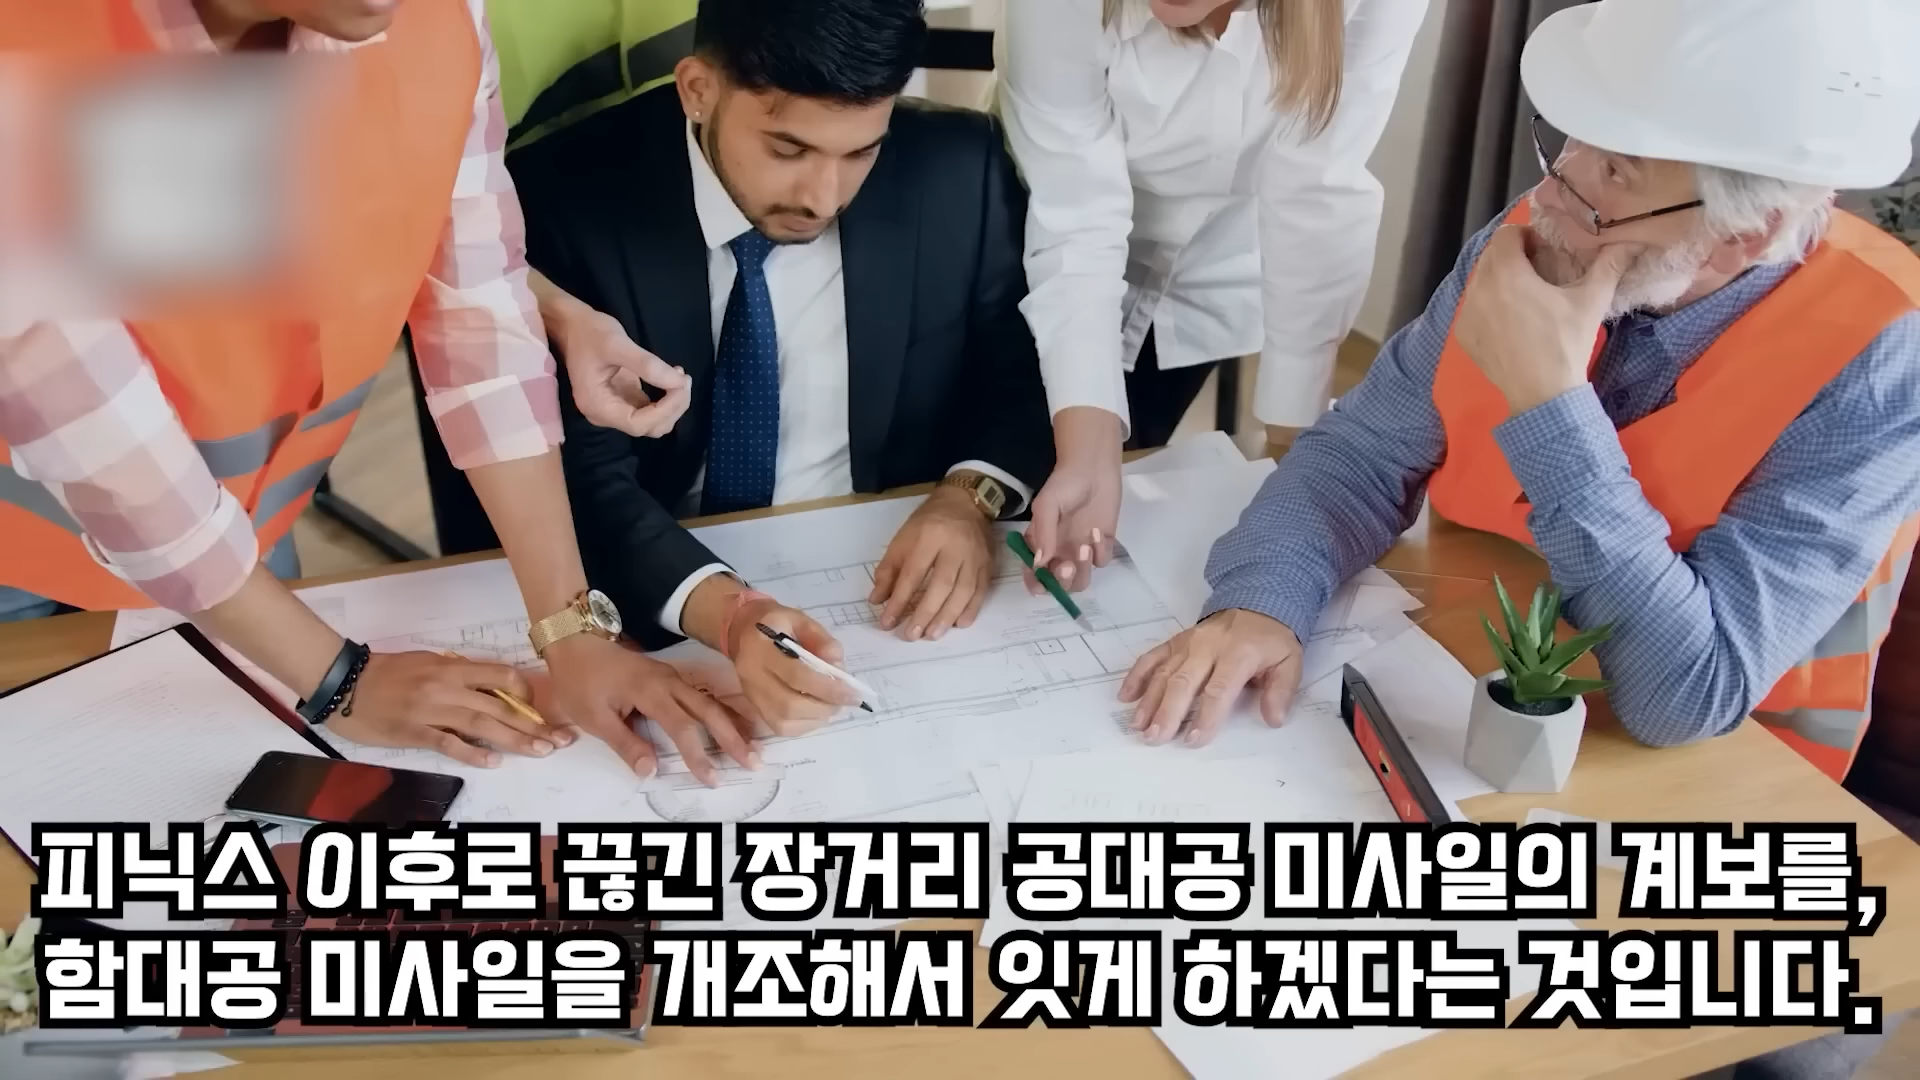 피닉스 이후로 끊긴 장거리 공대공 미사일의 계보를,
함대공 미사일을 개조해서 잇게 하겠다는 것입니다.